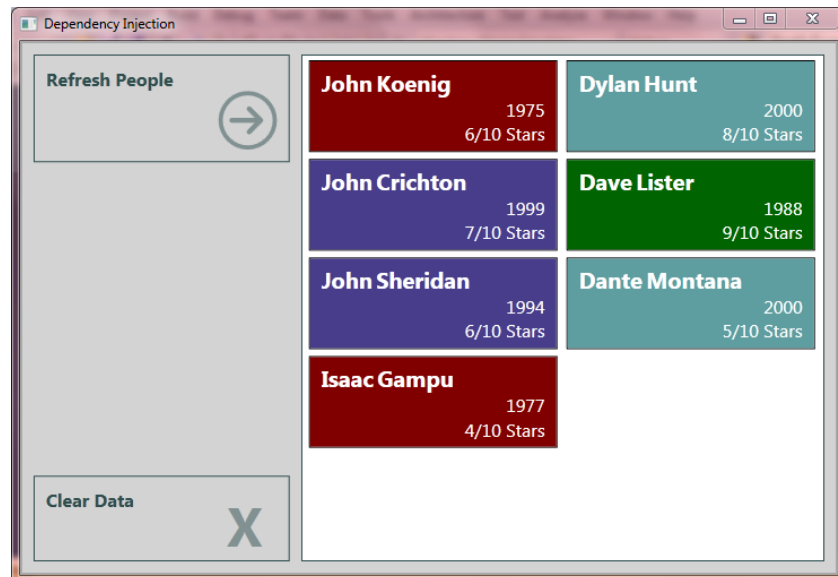 Dependency Injection
Refresh People
John Koenig
1975
6/10 Stars
Dylan Hunt
2000
8/10 Stars
John Crichton
1999
7/10 Stars
Dave Lister
1988
9/10 Stars
John Sheridan
1994
6/10 Stars
Dante Montana
2000
5/10 Stars
Isaac Gampu
1977
4/10 Stars
Clear Data
X